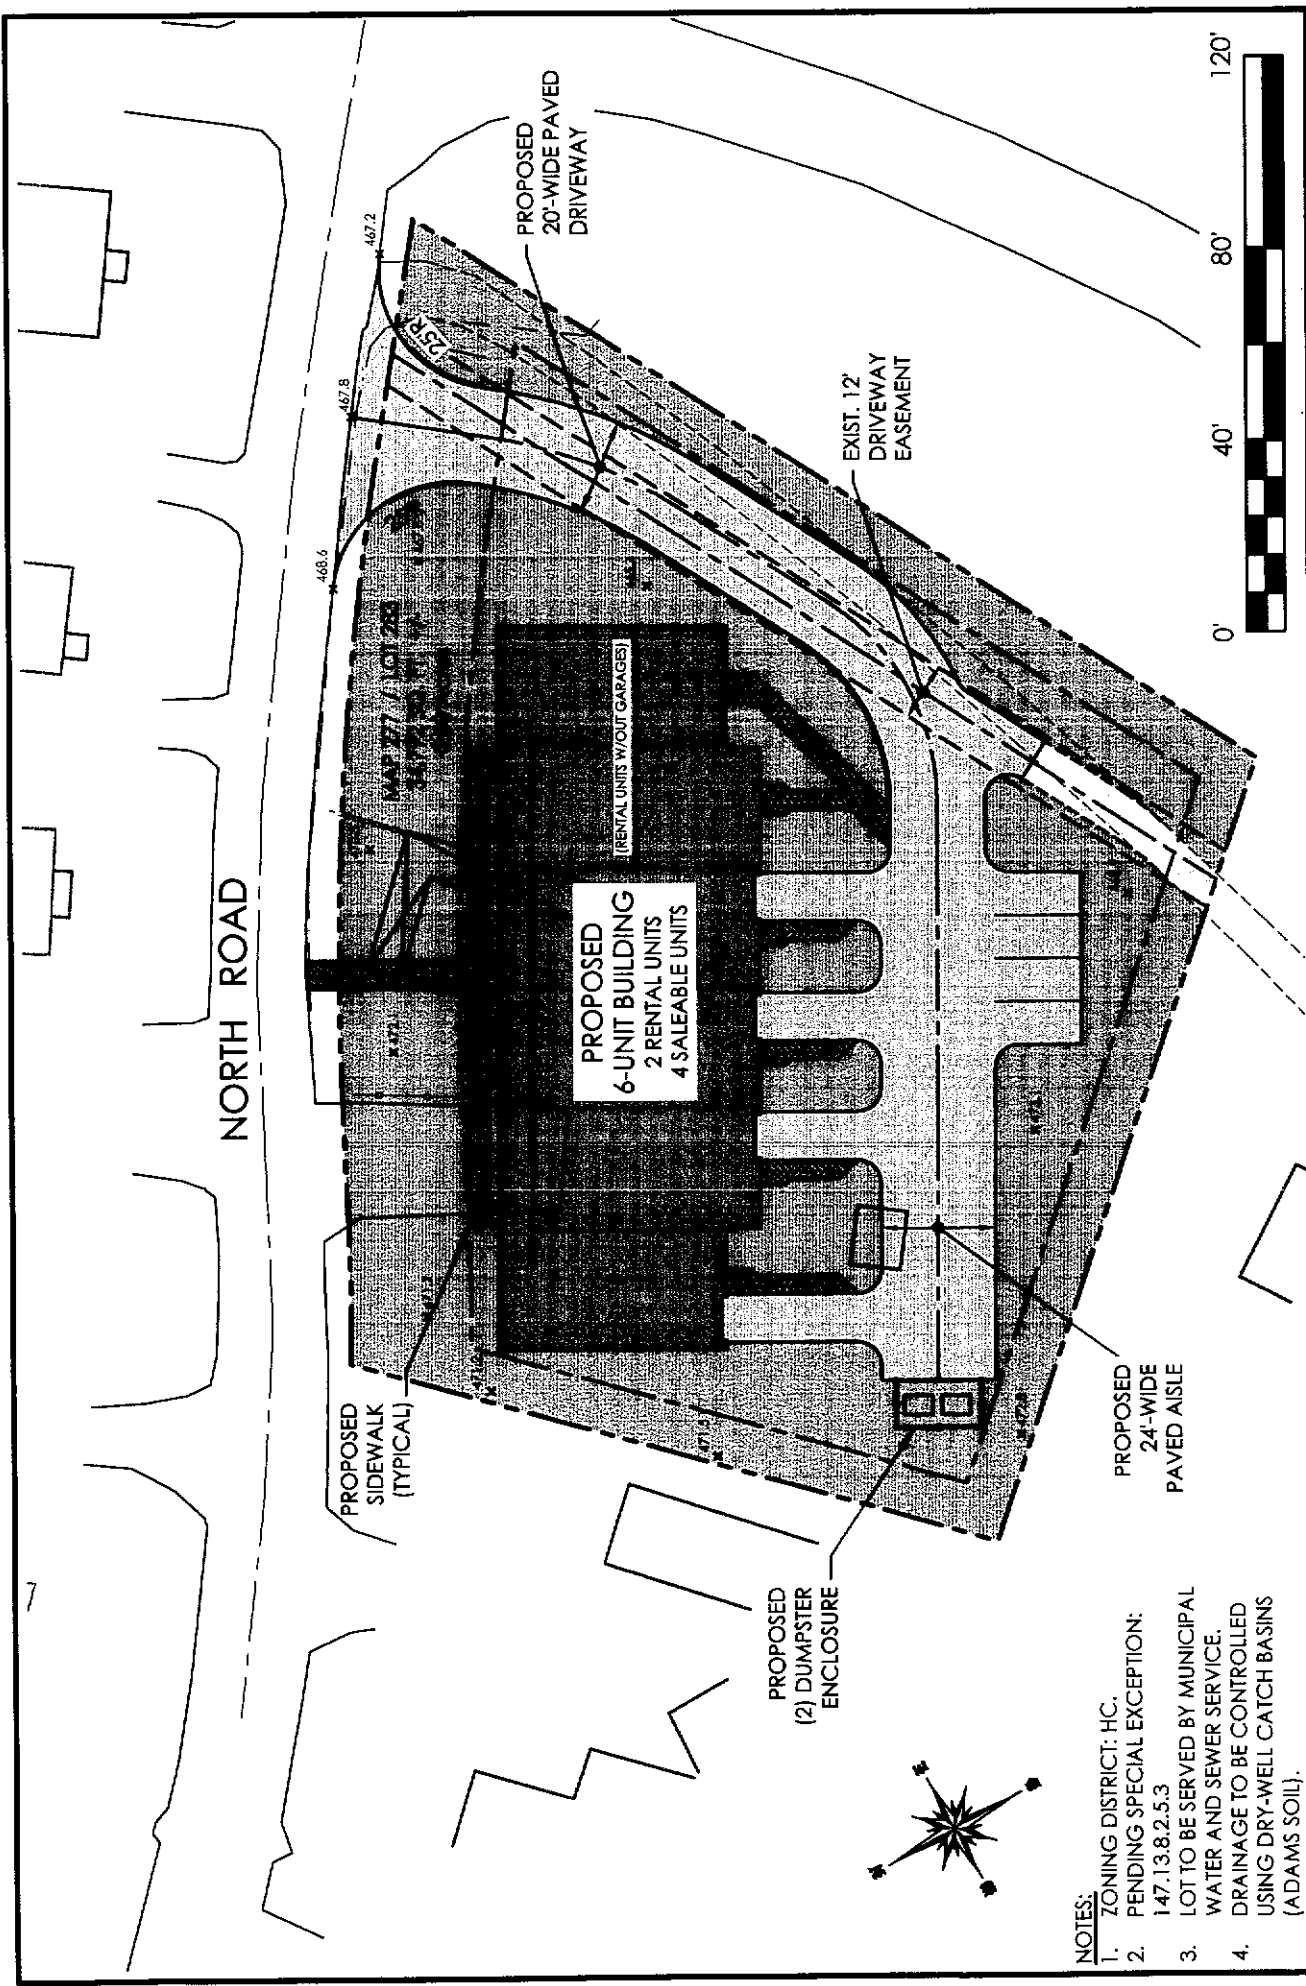 NORTH ROAD
PROPOSED
SIDEWALK
(TYPICAL)
468.6
467.8
467.2
25'R
MAP 277 / LOT 283
PROPOSED
20'-WIDE PAVED
DRIVEWAY
(RENTAL UNITS W/OUT GARAGES)
PROPOSED
6-UNIT BUILDING
2 RENTAL UNITS
4 SALEABLE UNITS
EXIST. 12'
DRIVEWAY
EASEMENT
PROPOSED
(2) DUMPSTER
ENCLOSURE
PROPOSED
24'-WIDE
PAVED AISLE
NOTES:
1. ZONING DISTRICT: HC.
2. PENDING SPECIAL EXCEPTION:
147.13.8.2.5.3
3. LOT TO BE SERVED BY MUNICIPAL
WATER AND SEWER SERVICE.
4. DRAINAGE TO BE CONTROLLED
USING DRY-WELL CATCH BASINS
(ADAMS SOIL).
0' 40' 80' 120'